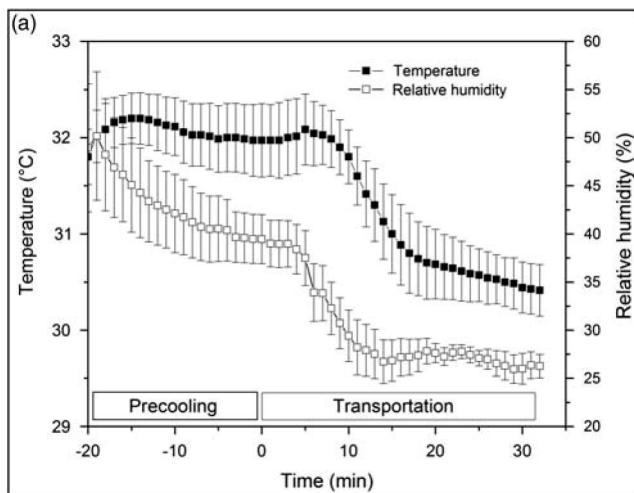 (a)
33
32
31
30
29
Temperature (°C)
60
55
50
45
40
35
30
25
20
Relative humidity (%)
Temperature
Relative humidity
Precooling
Transportation
-20
-10
0
10
20
30
Time (min)